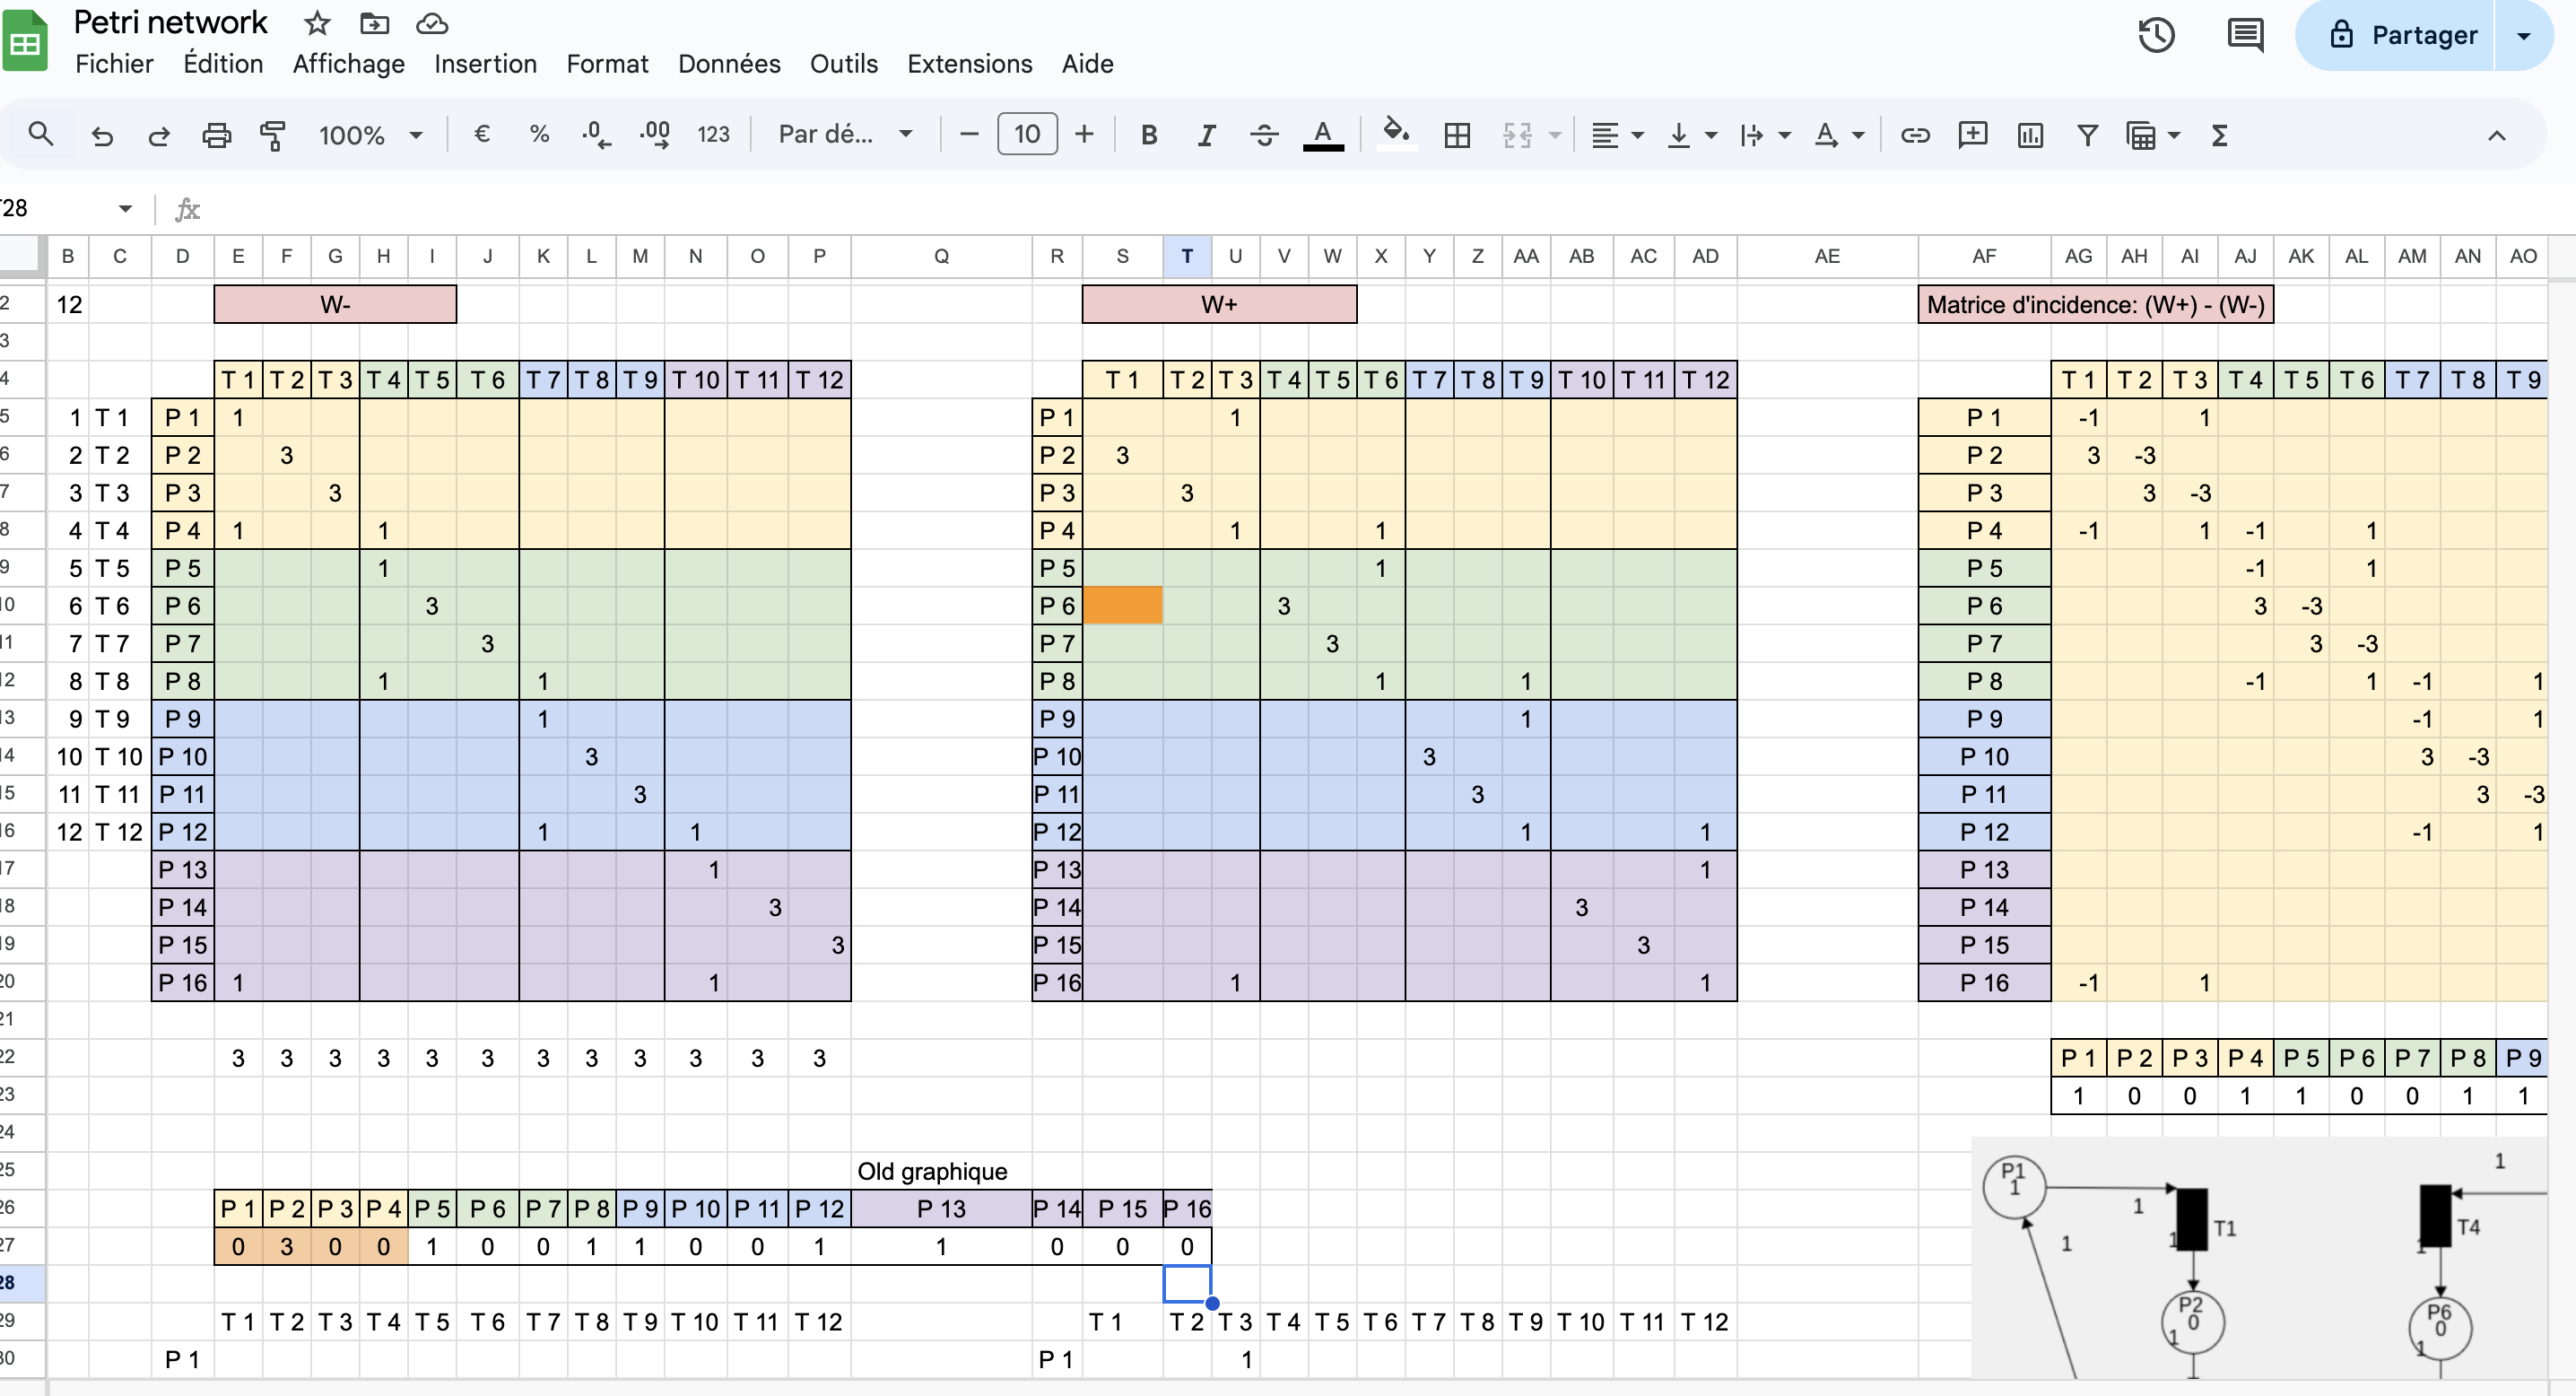 Petri network
Fichier Édition Affichage Insertion Format Données Outils Extensions Aide
Partager
100% € % .0 .00 123 Par dé... − 10 + B I S A A Σ
28 fx
B C D E F G H I J K L M N O P Q R S T U V W X Y Z AA AB AC AD AE AF AG AH AI AJ AK AL AM AN AO
2 12 W- W+ Matrice d'incidence: (W+) - (W-)
3
4 T 1 T 2 T 3 T 4 T 5 T 6 T 7 T 8 T 9 T 10 T 11 T 12 T 1 T 2 T 3 T 4 T 5 T 6 T 7 T 8 T 9 T 10 T 11 T 12 T 1 T 2 T 3 T 4 T 5 T 6 T 7 T 8 T 9
5 1 T 1 P 1 1 P 1 1 P 1 -1 1
6 2 T 2 P 2 3 P 2 3 P 2 3 -3
7 3 T 3 P 3 3 P 3 3 P 3 3 -3
8 4 T 4 P 4 1 1 P 4 1 1 P 4 -1 1 -1 1
9 5 T 5 P 5 1 P 5 1 P 5 -1 1
10 6 T 6 P 6 3 P 6 3 P 6 3 -3
11 7 T 7 P 7 3 P 7 3 P 7 3 -3
12 8 T 8 P 8 1 1 P 8 1 1 P 8 -1 1 -1 1
13 9 T 9 P 9 1 P 9 1 P 9 -1 1
14 10 T 10 P 10 3 P 10 3 P 10 3 -3
15 11 T 11 P 11 3 P 11 3 P 11 3 -3
16 12 T 12 P 12 1 1 P 12 1 1 P 12 -1 1
17 P 13 1 P 13 1 P 13
18 P 14 3 P 14 3 P 14
19 P 15 3 P 15 3 P 15
20 P 16 1 1 P 16 1 1 P 16 -1 1
21
22 3 3 3 3 3 3 3 3 3 3 3 3 P 1 P 2 P 3 P 4 P 5 P 6 P 7 P 8 P 9
23 1 0 0 1 1 0 0 1 1
24
25 Old graphique
26 P 1 P 2 P 3 P 4 P 5 P 6 P 7 P 8 P 9 P 10 P 11 P 12 P 13 P 14 P 15 P 16
27 0 3 0 0 1 0 0 1 1 0 0 1 1 0 0 0
28
29 T 1 T 2 T 3 T 4 T 5 T 6 T 7 T 8 T 9 T 10 T 11 T 12 T 1 T 2 T 3 T 4 T 5 T 6 T 7 T 8 T 9 T 10 T 11 T 12
30 P 1 P 1 1
P1 1 1 1 1 T1 P2 0 1
1 T4 1 P6 0 1